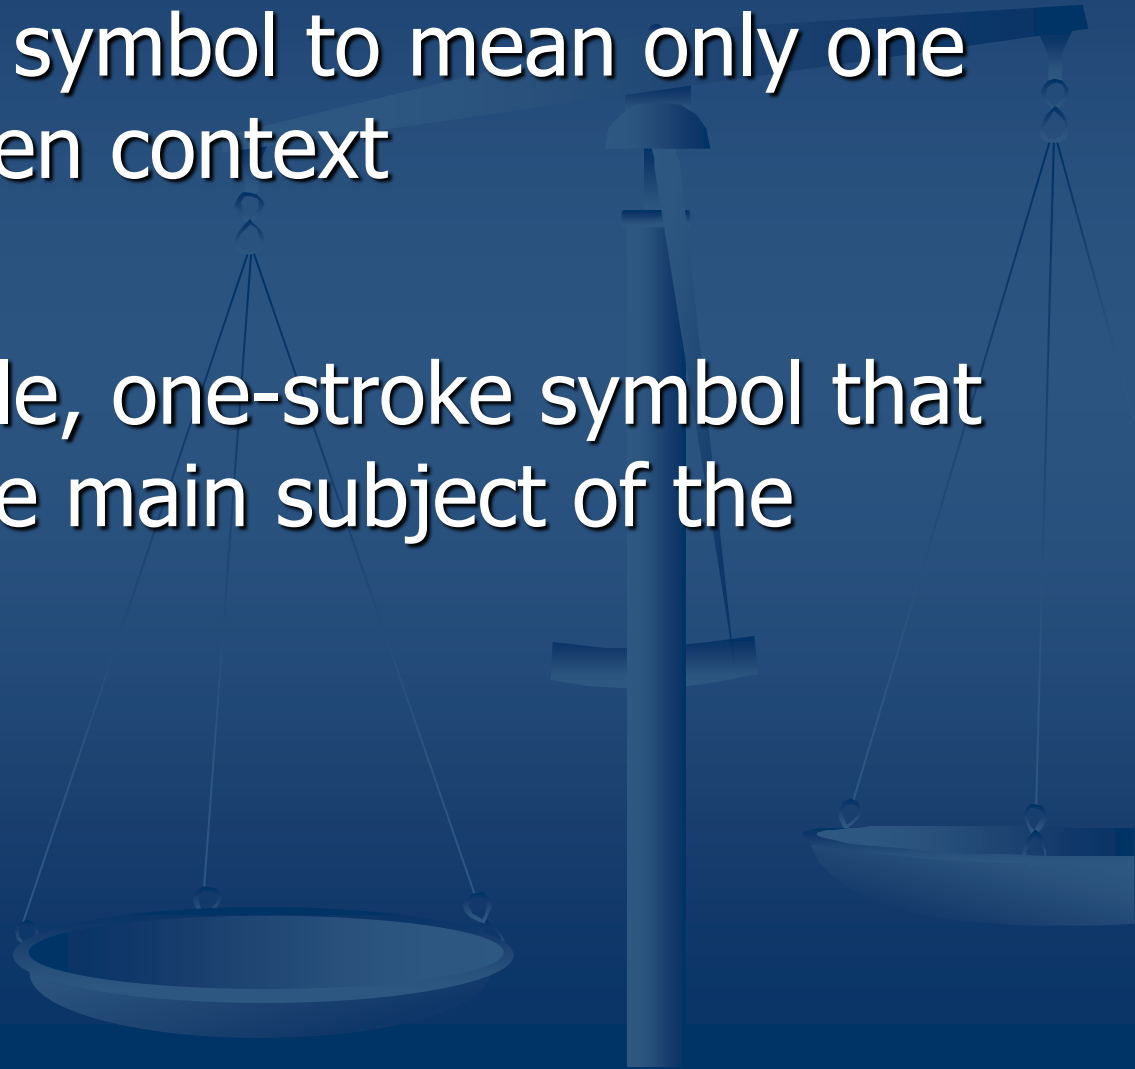 symbol to mean only one
en context
le, one-stroke symbol that
e main subject of the